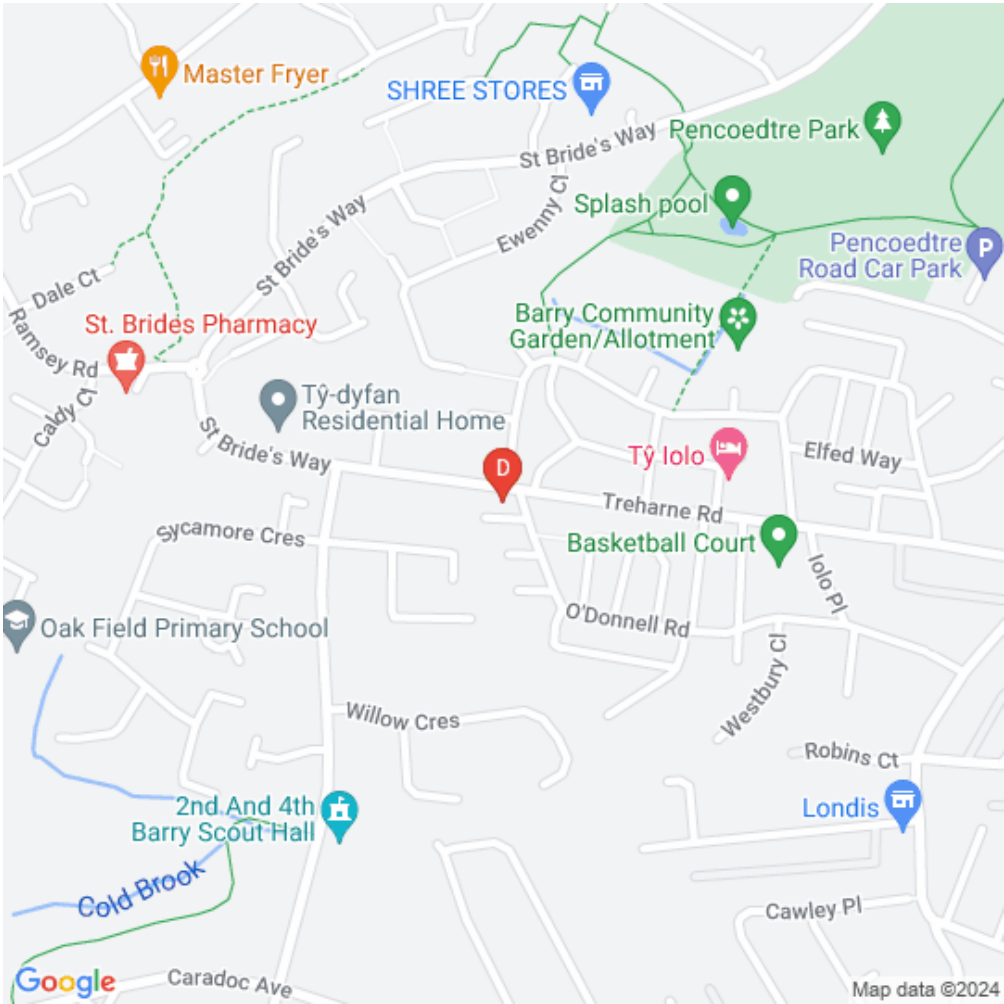 Master Fryer
SHREE STORES
St Bride's Way
Pencoedtre Park
Splash pool
Ewenny Cl
St Bride's Way
Pencoedtre
Road Car Park
Dale Ct
Ramsey Rd
St. Brides Pharmacy
Barry Community
Garden/Allotment
Caldy Cl
Tŷ-dyfan
Residential Home
St Bride's Way
D
Tŷ Iolo
Elfed Way
Treharne Rd
Sycamore Cres
Basketball Court
Iolo Pl
O'Donnell Rd
Oak Field Primary School
Westbury Cl
Willow Cres
Robins Ct
2nd And 4th
Barry Scout Hall
Londis
Cold Brook
Cawley Pl
Caradoc Ave
Google
Map data ©2024
P